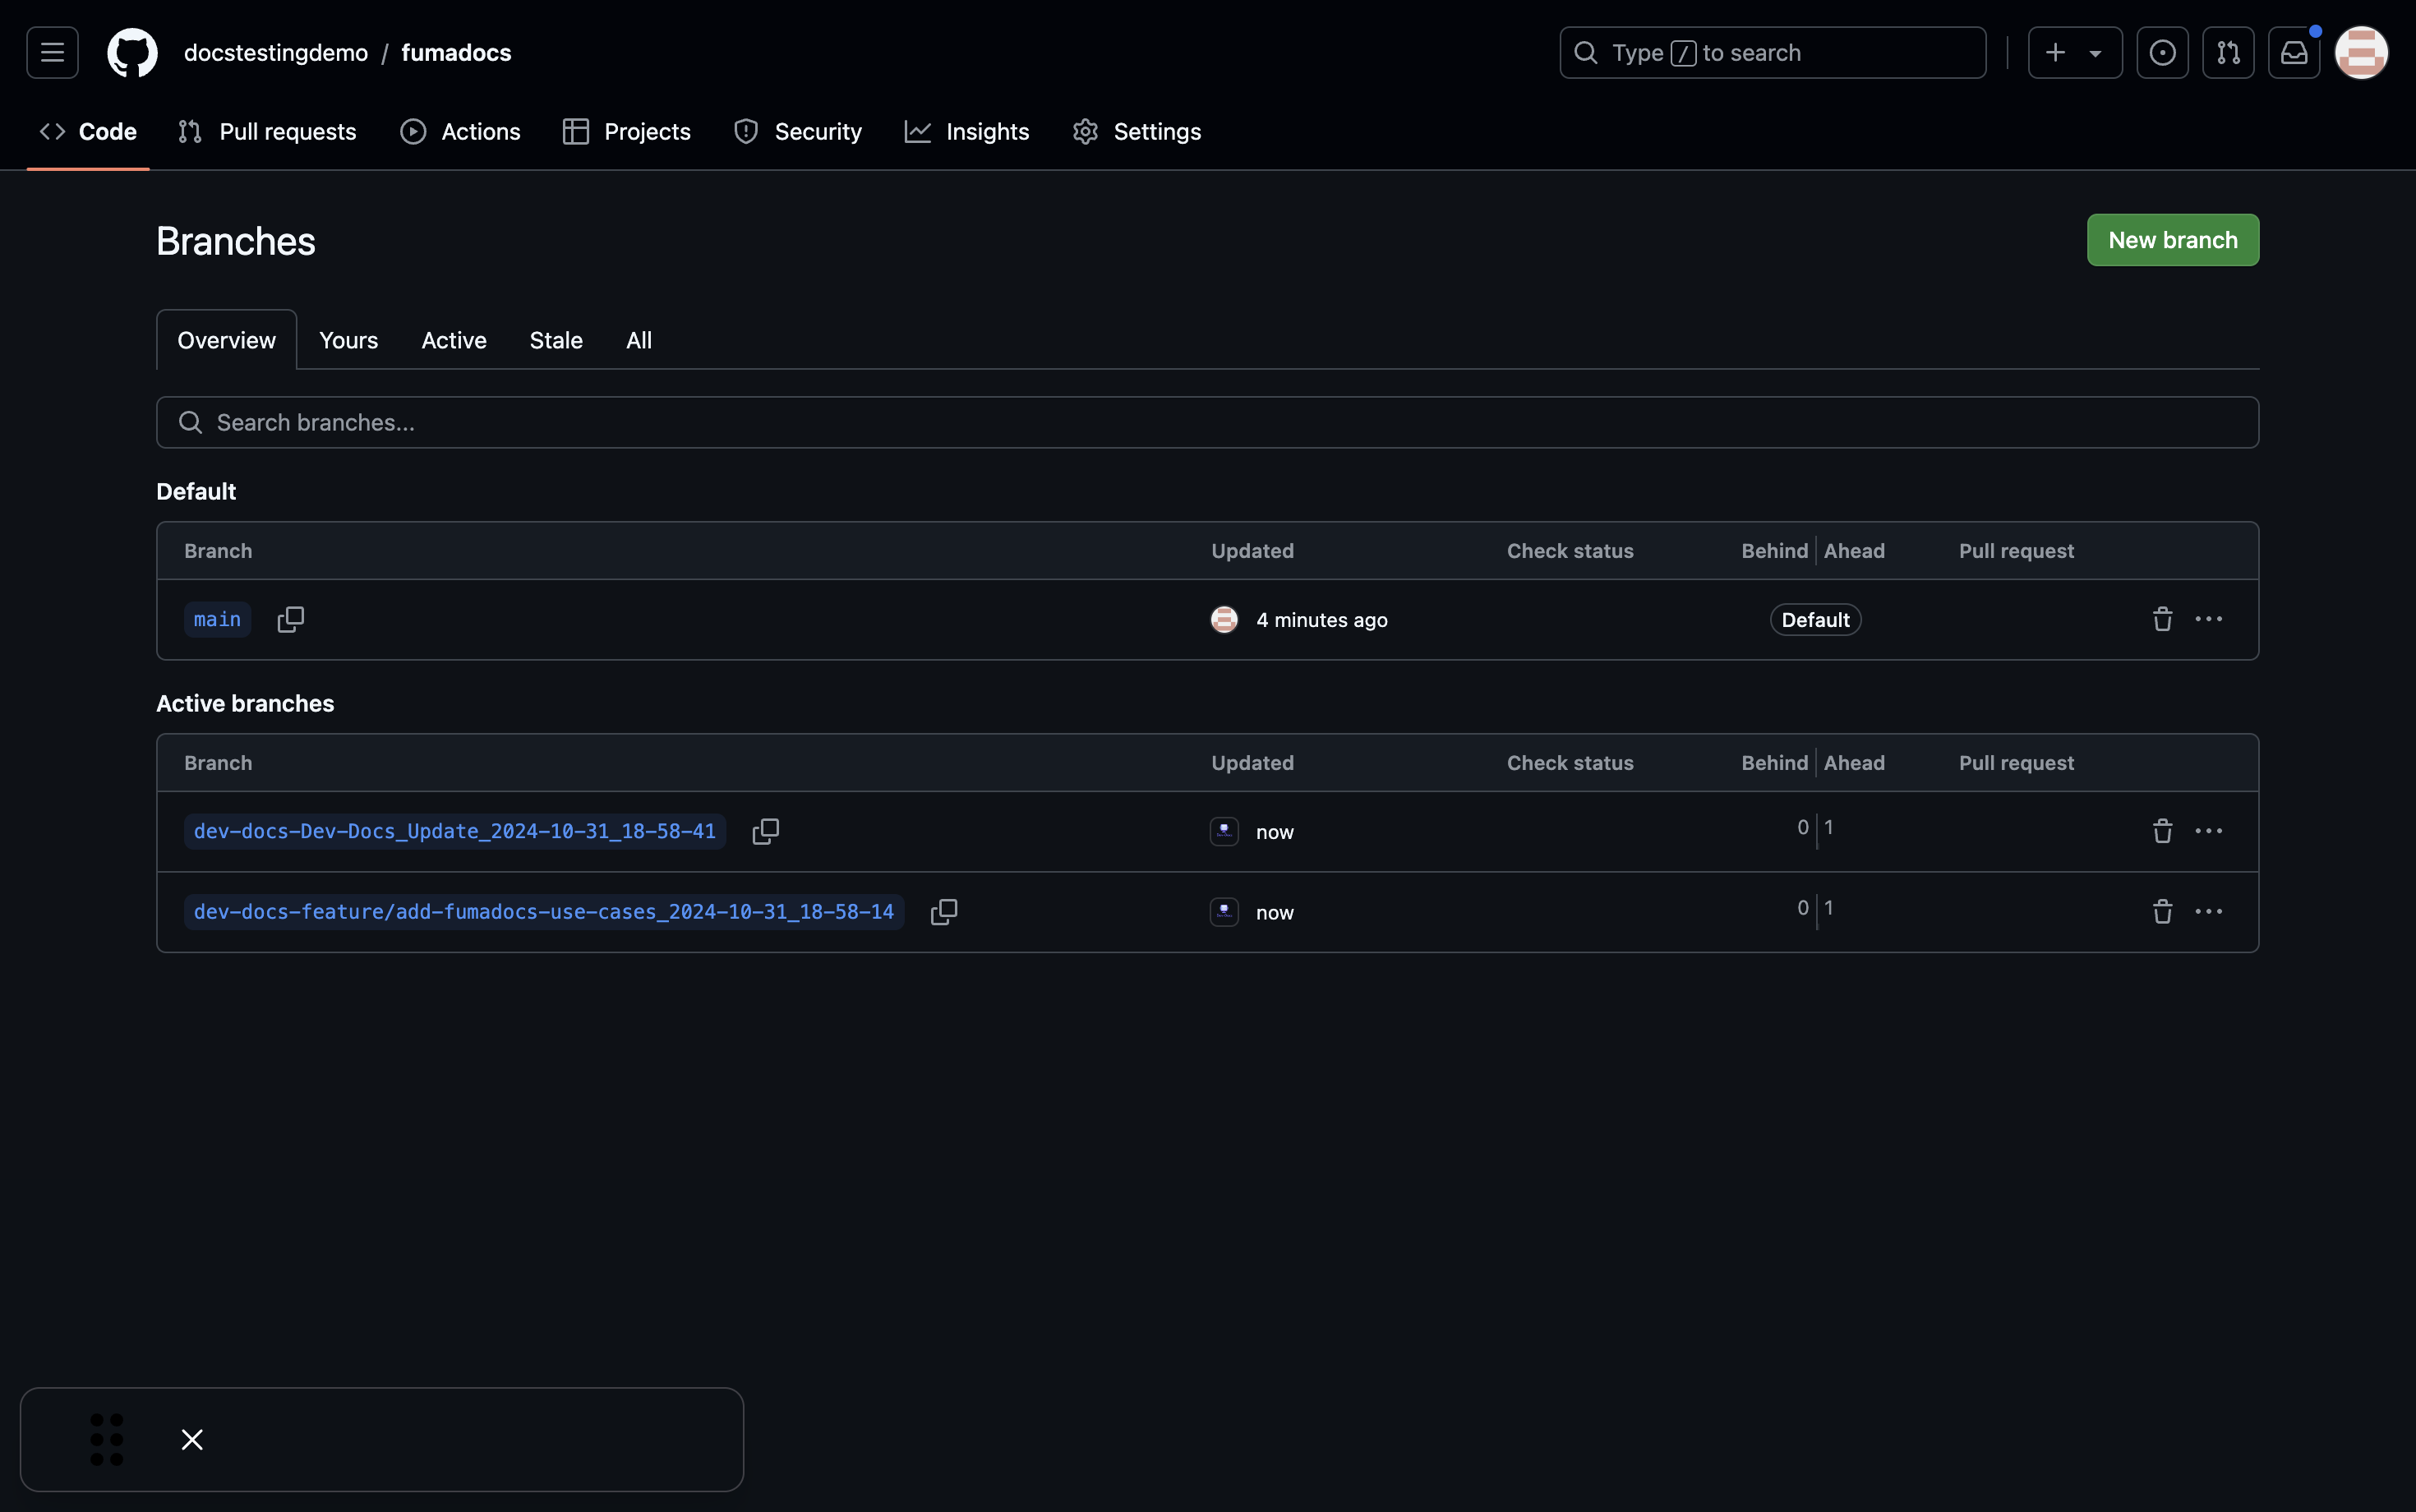 docstestingdemo / fumadocs
Type / to search
Code Pull requests Actions Projects Security Insights Settings
Branches
New branch
Overview Yours Active Stale All
Search branches...
Default
Branch Updated Check status Behind Ahead Pull request
main 4 minutes ago Default
Active branches
Branch Updated Check status Behind Ahead Pull request
dev-docs-Dev-Docs_Update_2024-10-31_18-58-41 now 0 1
dev-docs-feature/add-fumadocs-use-cases_2024-10-31_18-58-14 now 0 1